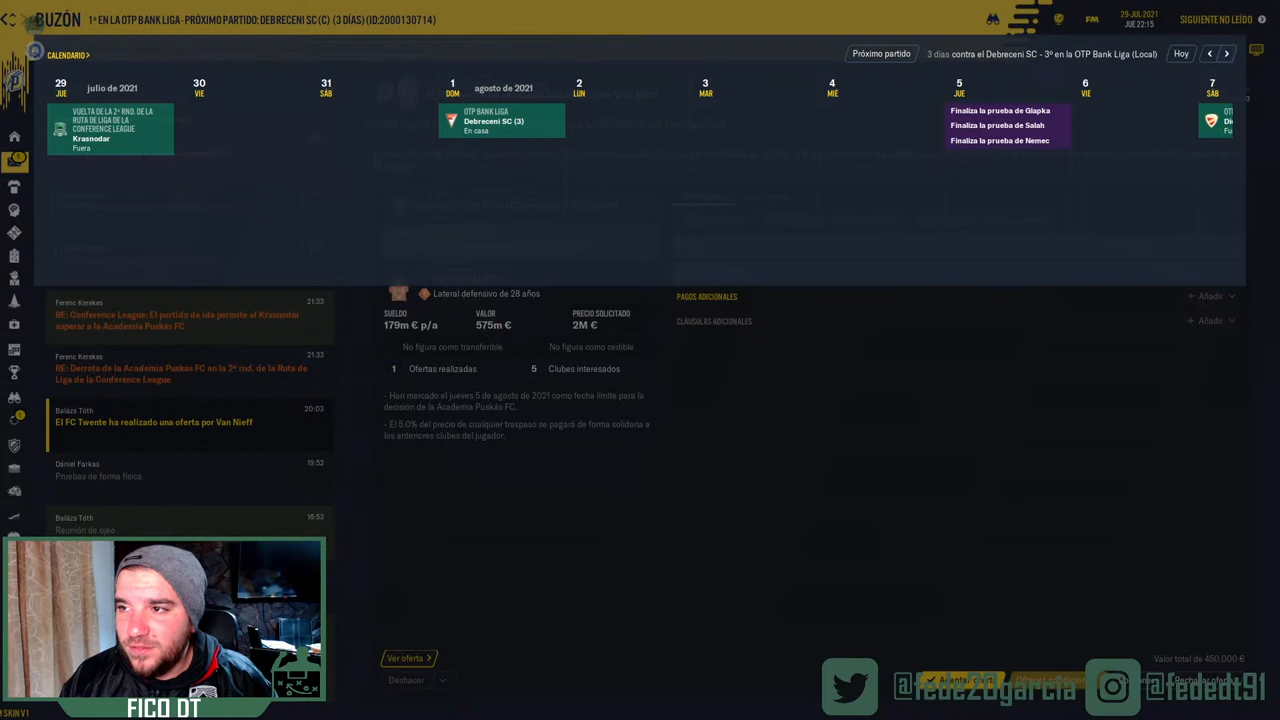 BUZÓN
1º EN LA OTP BANK LIGA · PRÓXIMO PARTIDO: DEBRECENI SC (C) (3 DÍAS) (ID:2000130714)
FM
29-JUL-2021
JUE 22:15
SIGUIENTE NO LEÍDO
CALENDARIO
Próximo partido
3 días contra el Debreceni SC - 3º en la OTP Bank Liga (Local)
Hoy
29
JUE
julio de 2021
30
VIE
31
SÁB
1
DOM
agosto de 2021
2
LUN
3
MAR
4
MIÉ
5
JUE
6
VIE
7
SÁB
VUELTA DE LA 2ª RND. DE LA
RUTA DE LIGA DE LA
CONFERENCE LEAGUE
Krasnodar
Fuera
OTP BANK LIGA
Debreceni SC (3)
En casa
Finaliza la prueba de Glapka
Finaliza la prueba de Salah
Finaliza la prueba de Nemec
Ferenc Kerekes
21:33
RE: Conference League: El partido de ida permite al Krasnodar
superar a la Academia Puskás FC
Ferenc Kerekes
21:33
RE: Derrota de la Academia Puskás FC en la 2ª rnd. de la Ruta de
Liga de la Conference League
Balázs Tóth
20:03
El FC Twente ha realizado una oferta por Van Nieff
Dániel Farkas
19:52
Pruebas de forma física
Balázs Tóth
16:53
Reunión de ojeo
Lateral defensivo de 28 años
SUELDO
179m € p/a
VALOR
575m €
PRECIO SOLICITADO
2M €
No figura como transferible
No figura como cedible
1 Ofertas realizadas
5 Clubes interesados
- Han marcado el jueves 5 de agosto de 2021 como fecha límite para la
decisión de la Academia Puskás FC.
- El 5,0% del precio de cualquier traspaso se pagará de forma solidaria a
los anteriores clubes del jugador.
PAGOS ADICIONALES
+ Añadir
CLÁUSULAS ADICIONALES
+ Añadir
Ver oferta
Deshacer
Valor total de 450.000 €
@fede20garcia
@fededt91
FICO DT
M SKIN V1